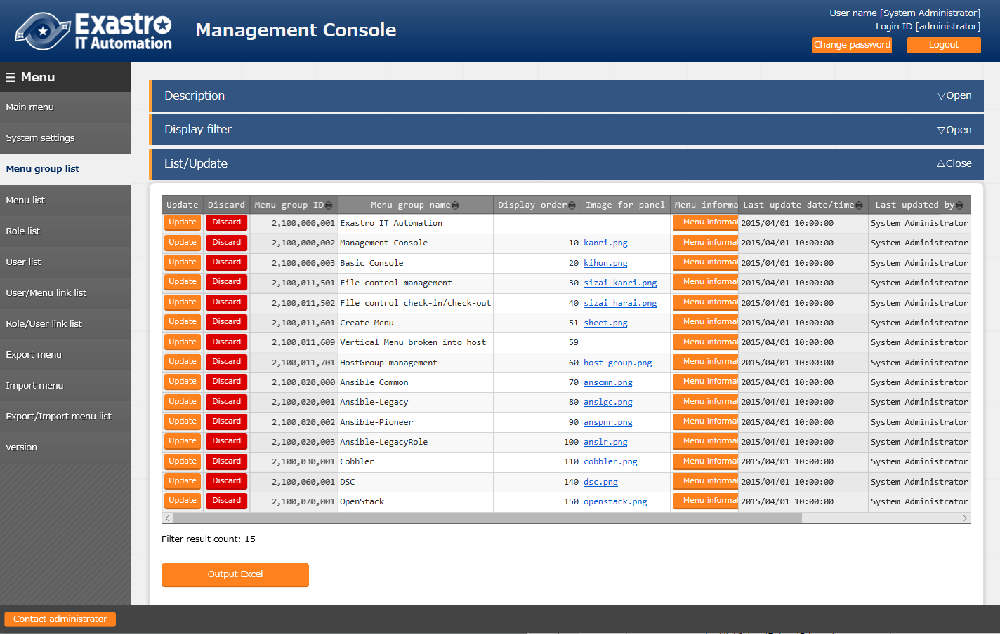 Exastro
IT Automation
Management Console
User name [System Administrator]
Login ID [administrator]
Change password
Logout
Menu
Main menu
System settings
Menu group list
Menu list
Role list
User list
User/Menu link list
Role/User link list
Export menu
Import menu
Export/Import menu list
version
Description ▽Open
Display filter ▽Open
List/Update △Close
Update Discard Menu group ID Menu group name Display order Image for panel Menu informa Last update date/time Last updated by
Update Discard 2,100,000,001 Exastro IT Automation Menu informat 2015/04/01 10:00:00 System Administrator
Update Discard 2,100,000,002 Management Console 10 kanri.png Menu informat 2015/04/01 10:00:00 System Administrator
Update Discard 2,100,000,003 Basic Console 20 kihon.png Menu informat 2015/04/01 10:00:00 System Administrator
Update Discard 2,100,011,501 File control management 30 sizai_kanri.png Menu informat 2015/04/01 10:00:00 System Administrator
Update Discard 2,100,011,502 File control check-in/check-out 40 sizai_harai.png Menu informat 2015/04/01 10:00:00 System Administrator
Update Discard 2,100,011,601 Create Menu 51 sheet.png Menu informat 2015/04/01 10:00:00 System Administrator
Update Discard 2,100,011,609 Vertical Menu broken into host 59 Menu informat 2015/04/01 10:00:00 System Administrator
Update Discard 2,100,011,701 HostGroup management 60 host_group.png Menu informat 2015/04/01 10:00:00 System Administrator
Update Discard 2,100,020,000 Ansible Common 70 anscmn.png Menu informat 2015/04/01 10:00:00 System Administrator
Update Discard 2,100,020,001 Ansible-Legacy 80 anslgc.png Menu informat 2015/04/01 10:00:00 System Administrator
Update Discard 2,100,020,002 Ansible-Pioneer 90 anspnr.png Menu informat 2015/04/01 10:00:00 System Administrator
Update Discard 2,100,020,003 Ansible-LegacyRole 100 anslr.png Menu informat 2015/04/01 10:00:00 System Administrator
Update Discard 2,100,030,001 Cobbler 110 cobbler.png Menu informat 2015/04/01 10:00:00 System Administrator
Update Discard 2,100,060,001 DSC 140 dsc.png Menu informat 2015/04/01 10:00:00 System Administrator
Update Discard 2,100,070,001 OpenStack 150 openstack.png Menu informat 2015/04/01 10:00:00 System Administrator
Filter result count: 15
Output Excel
Contact administrator